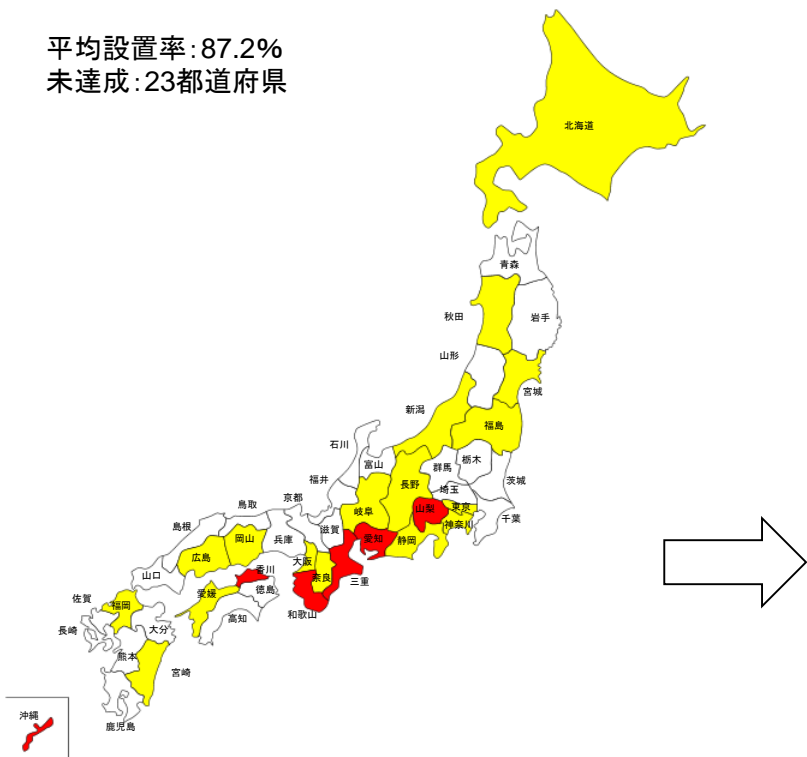 平均設置率:87.2%
未達成:23都道府県
北海道
青森
秋田
岩手
山形
宮城
新潟
福島
石川
富山
群馬
栃木
茨城
福井
長野
埼玉
岐阜
山梨
東京
千葉
神奈川
鳥取
京都
滋賀
愛知
静岡
島根
岡山
兵庫
広島
大阪
奈良
三重
山口
香川
徳島
和歌山
愛媛
高知
佐賀
福岡
長崎
大分
熊本
宮崎
鹿児島
沖縄